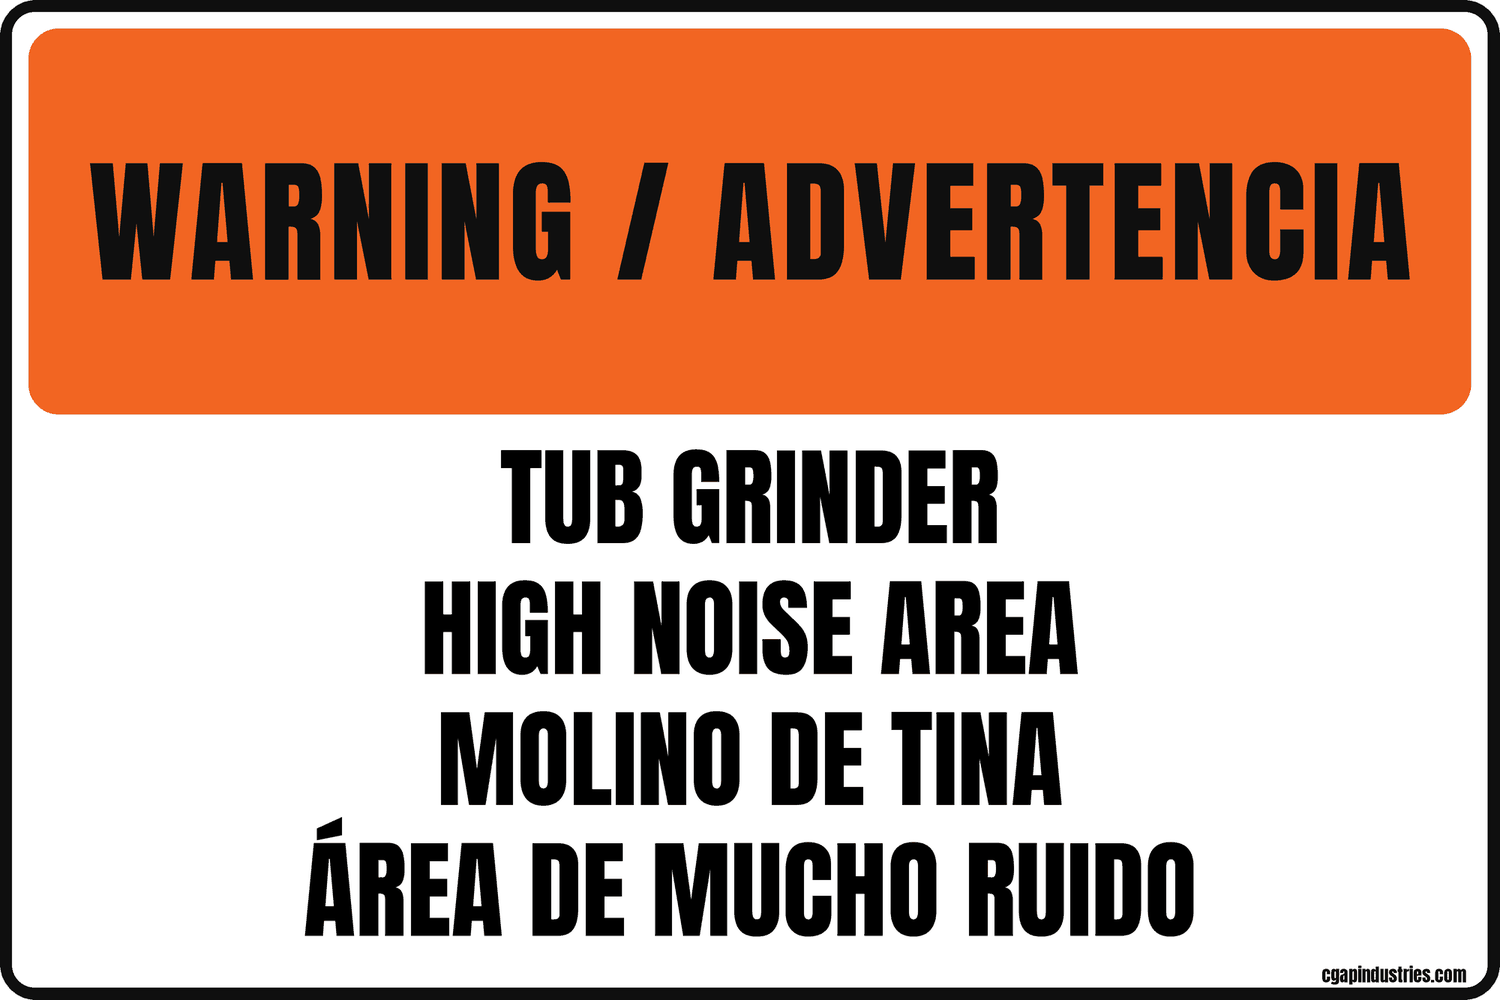 WARNING / ADVERTENCIA
TUB GRINDER
HIGH NOISE AREA
MOLINO DE TINA
ÁREA DE MUCHO RUIDO
cgapindustries.com